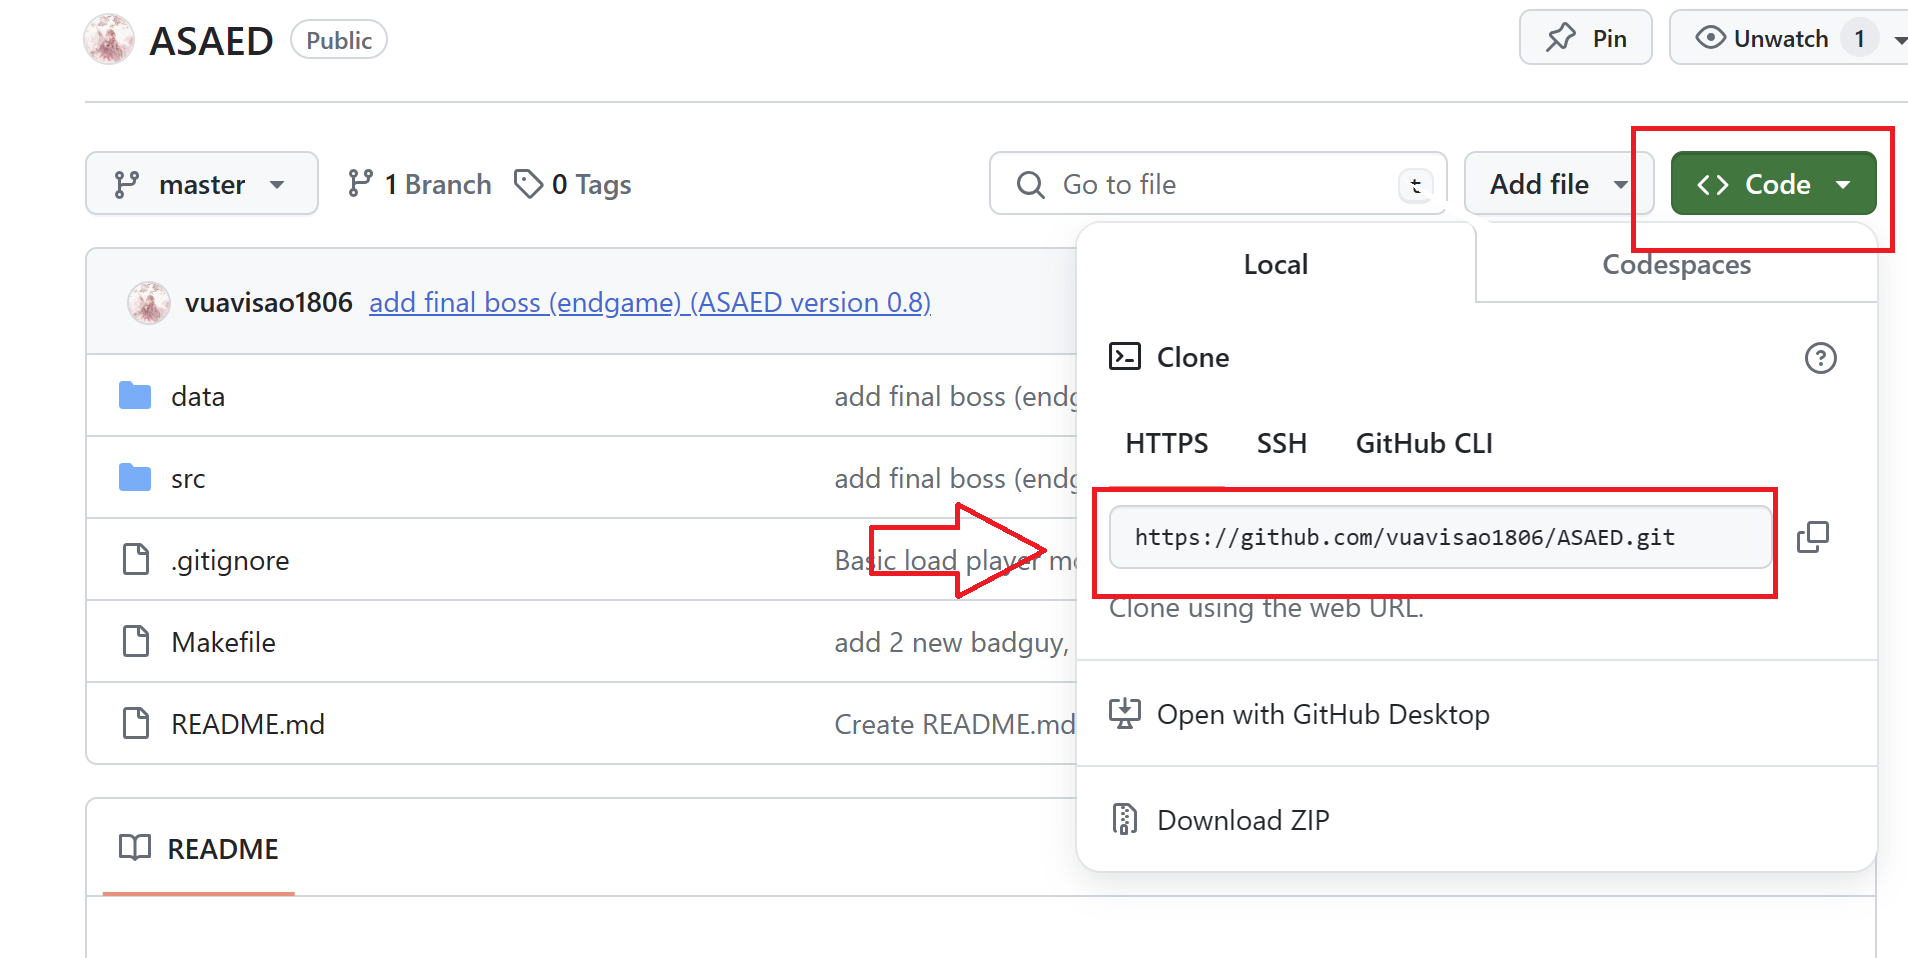 ASAED Public Pin Unwatch 1
master 1 Branch 0 Tags Go to file t Add file Code
vuavisao1806 add final boss (endgame) (ASAED version 0.8)
data add final boss (endg
src add final boss (endg
.gitignore Basic load player mo
Makefile add 2 new badguy,
README.md Create README.md
README
Local Codespaces
Clone
HTTPS SSH GitHub CLI
https://github.com/vuavisao1806/ASAED.git
Clone using the web URL.
Open with GitHub Desktop
Download ZIP